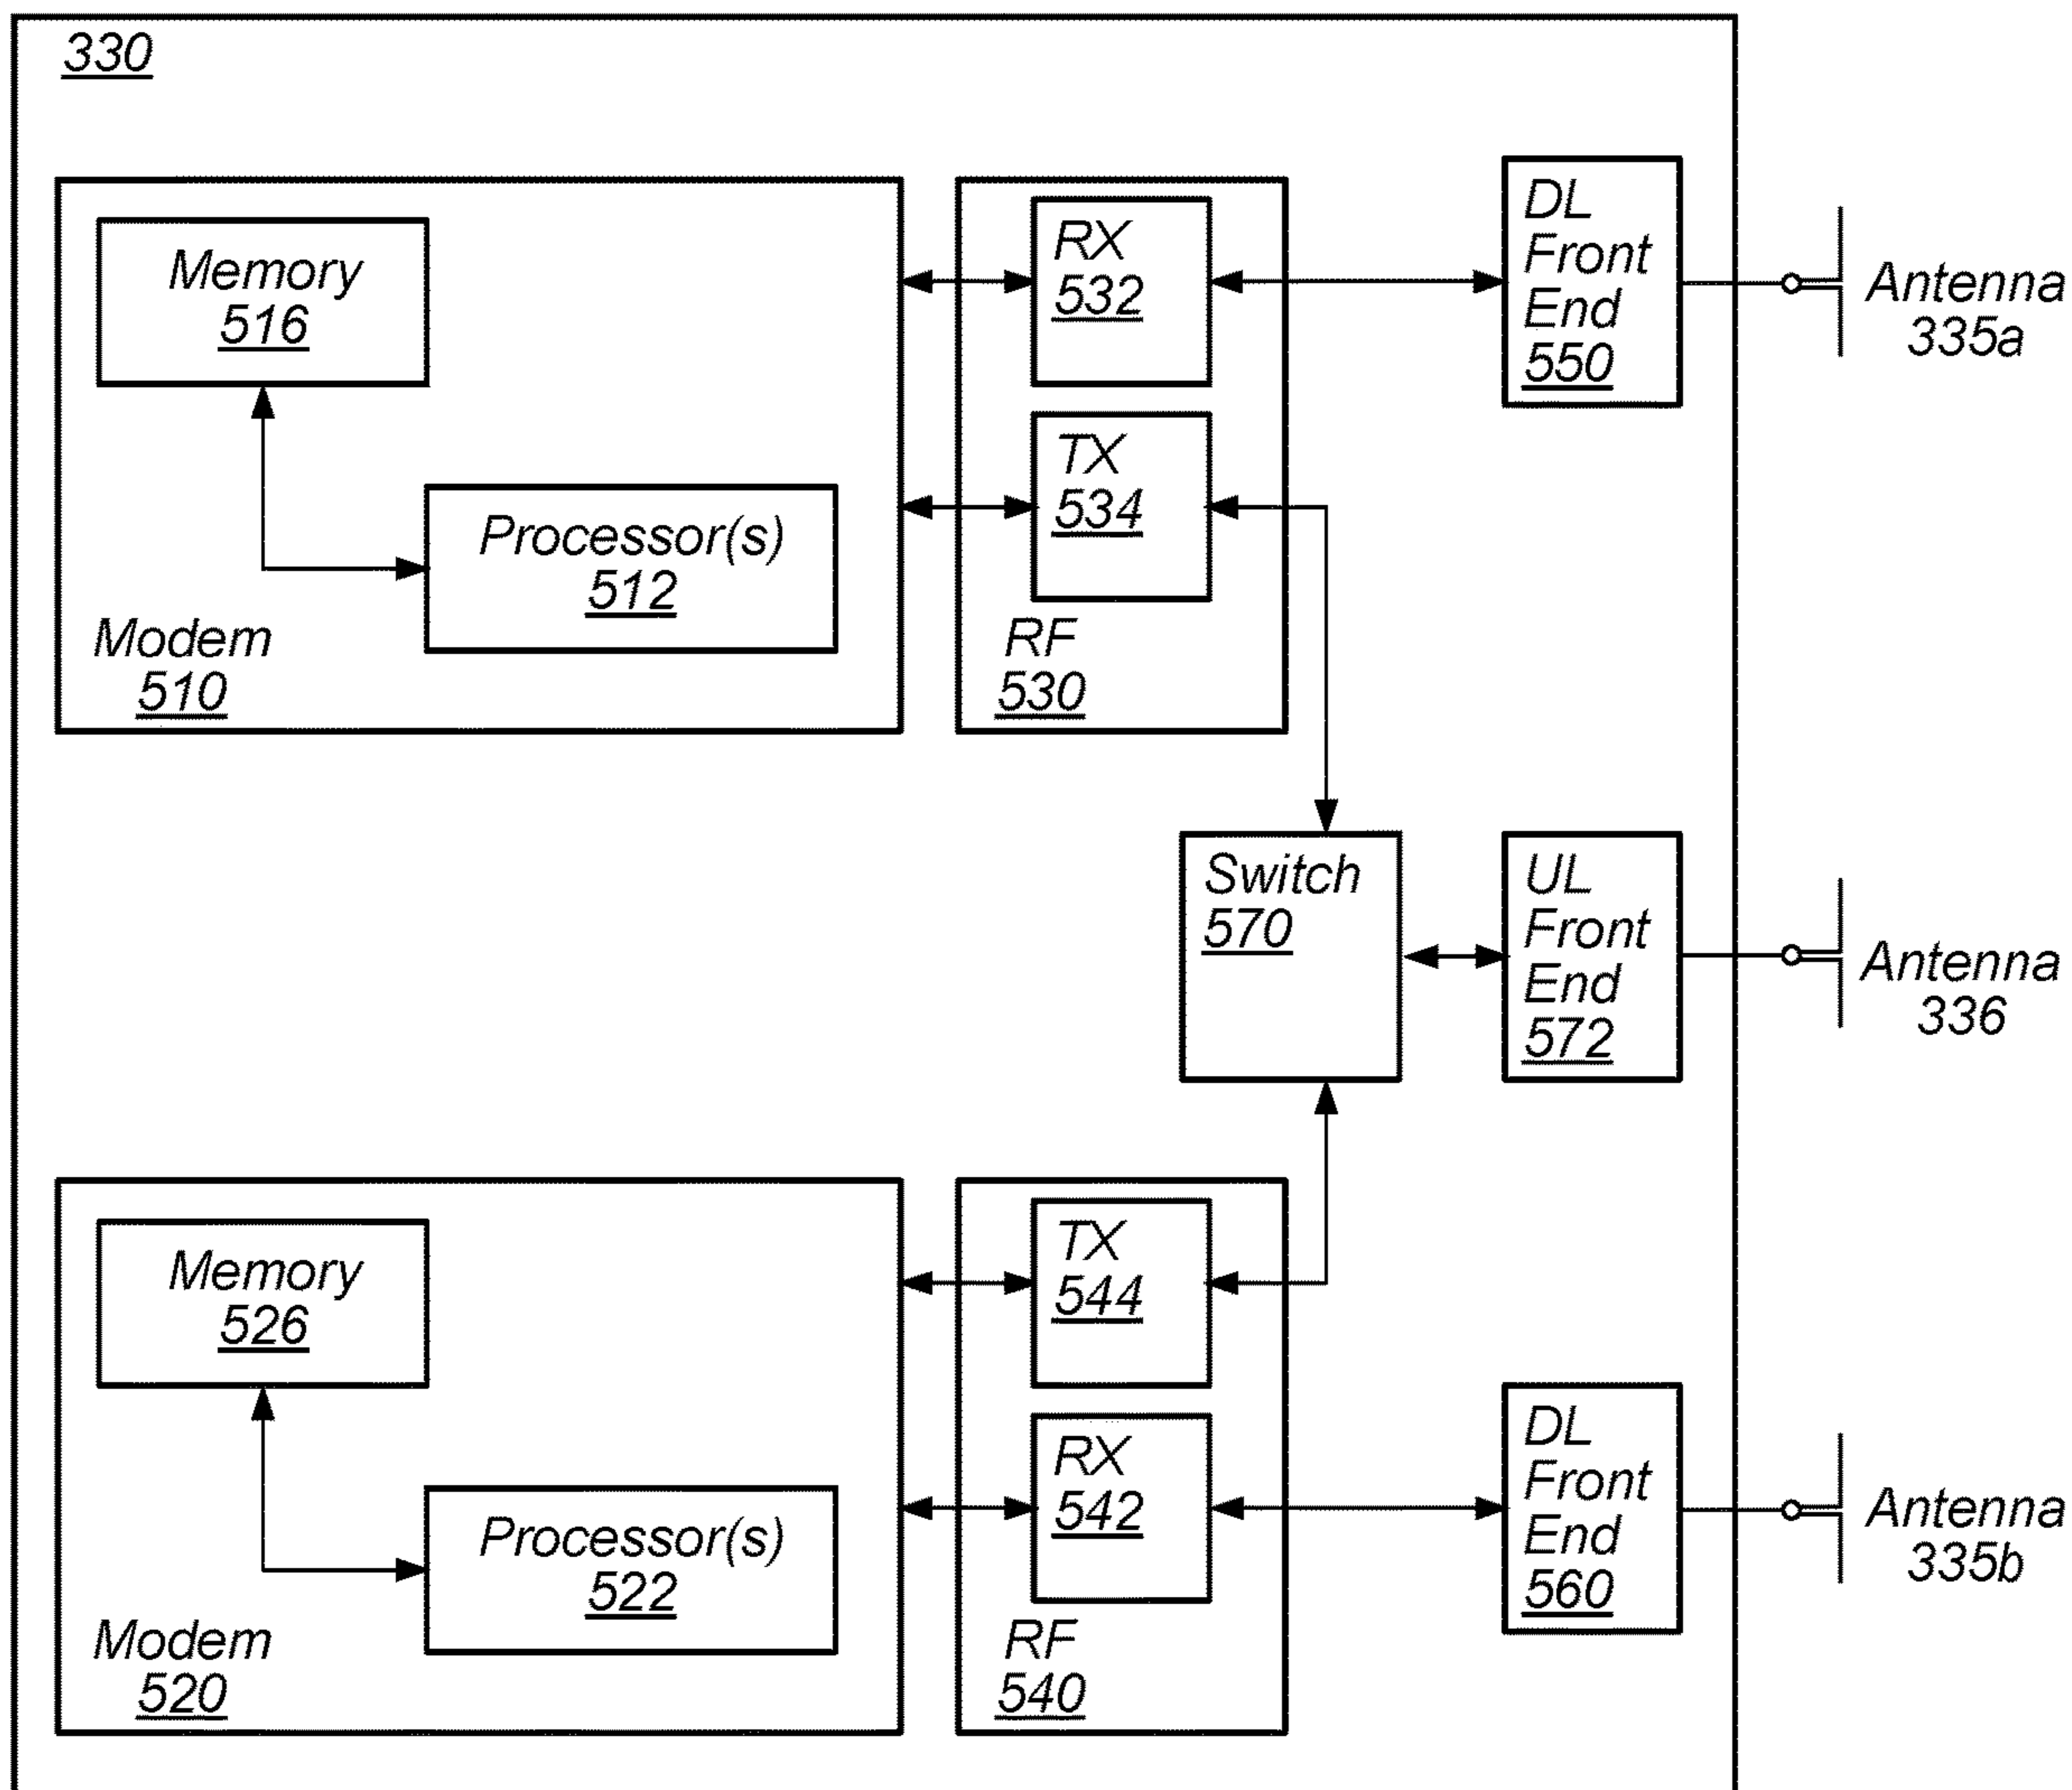 330
Memory
516
Processor(s)
512
Modem
510
RX
532
TX
534
RF
530
DL
Front
End
550
Antenna
335a
Switch
570
UL
Front
End
572
Antenna
336
Memory
526
Processor(s)
522
Modem
520
TX
544
RX
542
RF
540
DL
Front
End
560
Antenna
335b